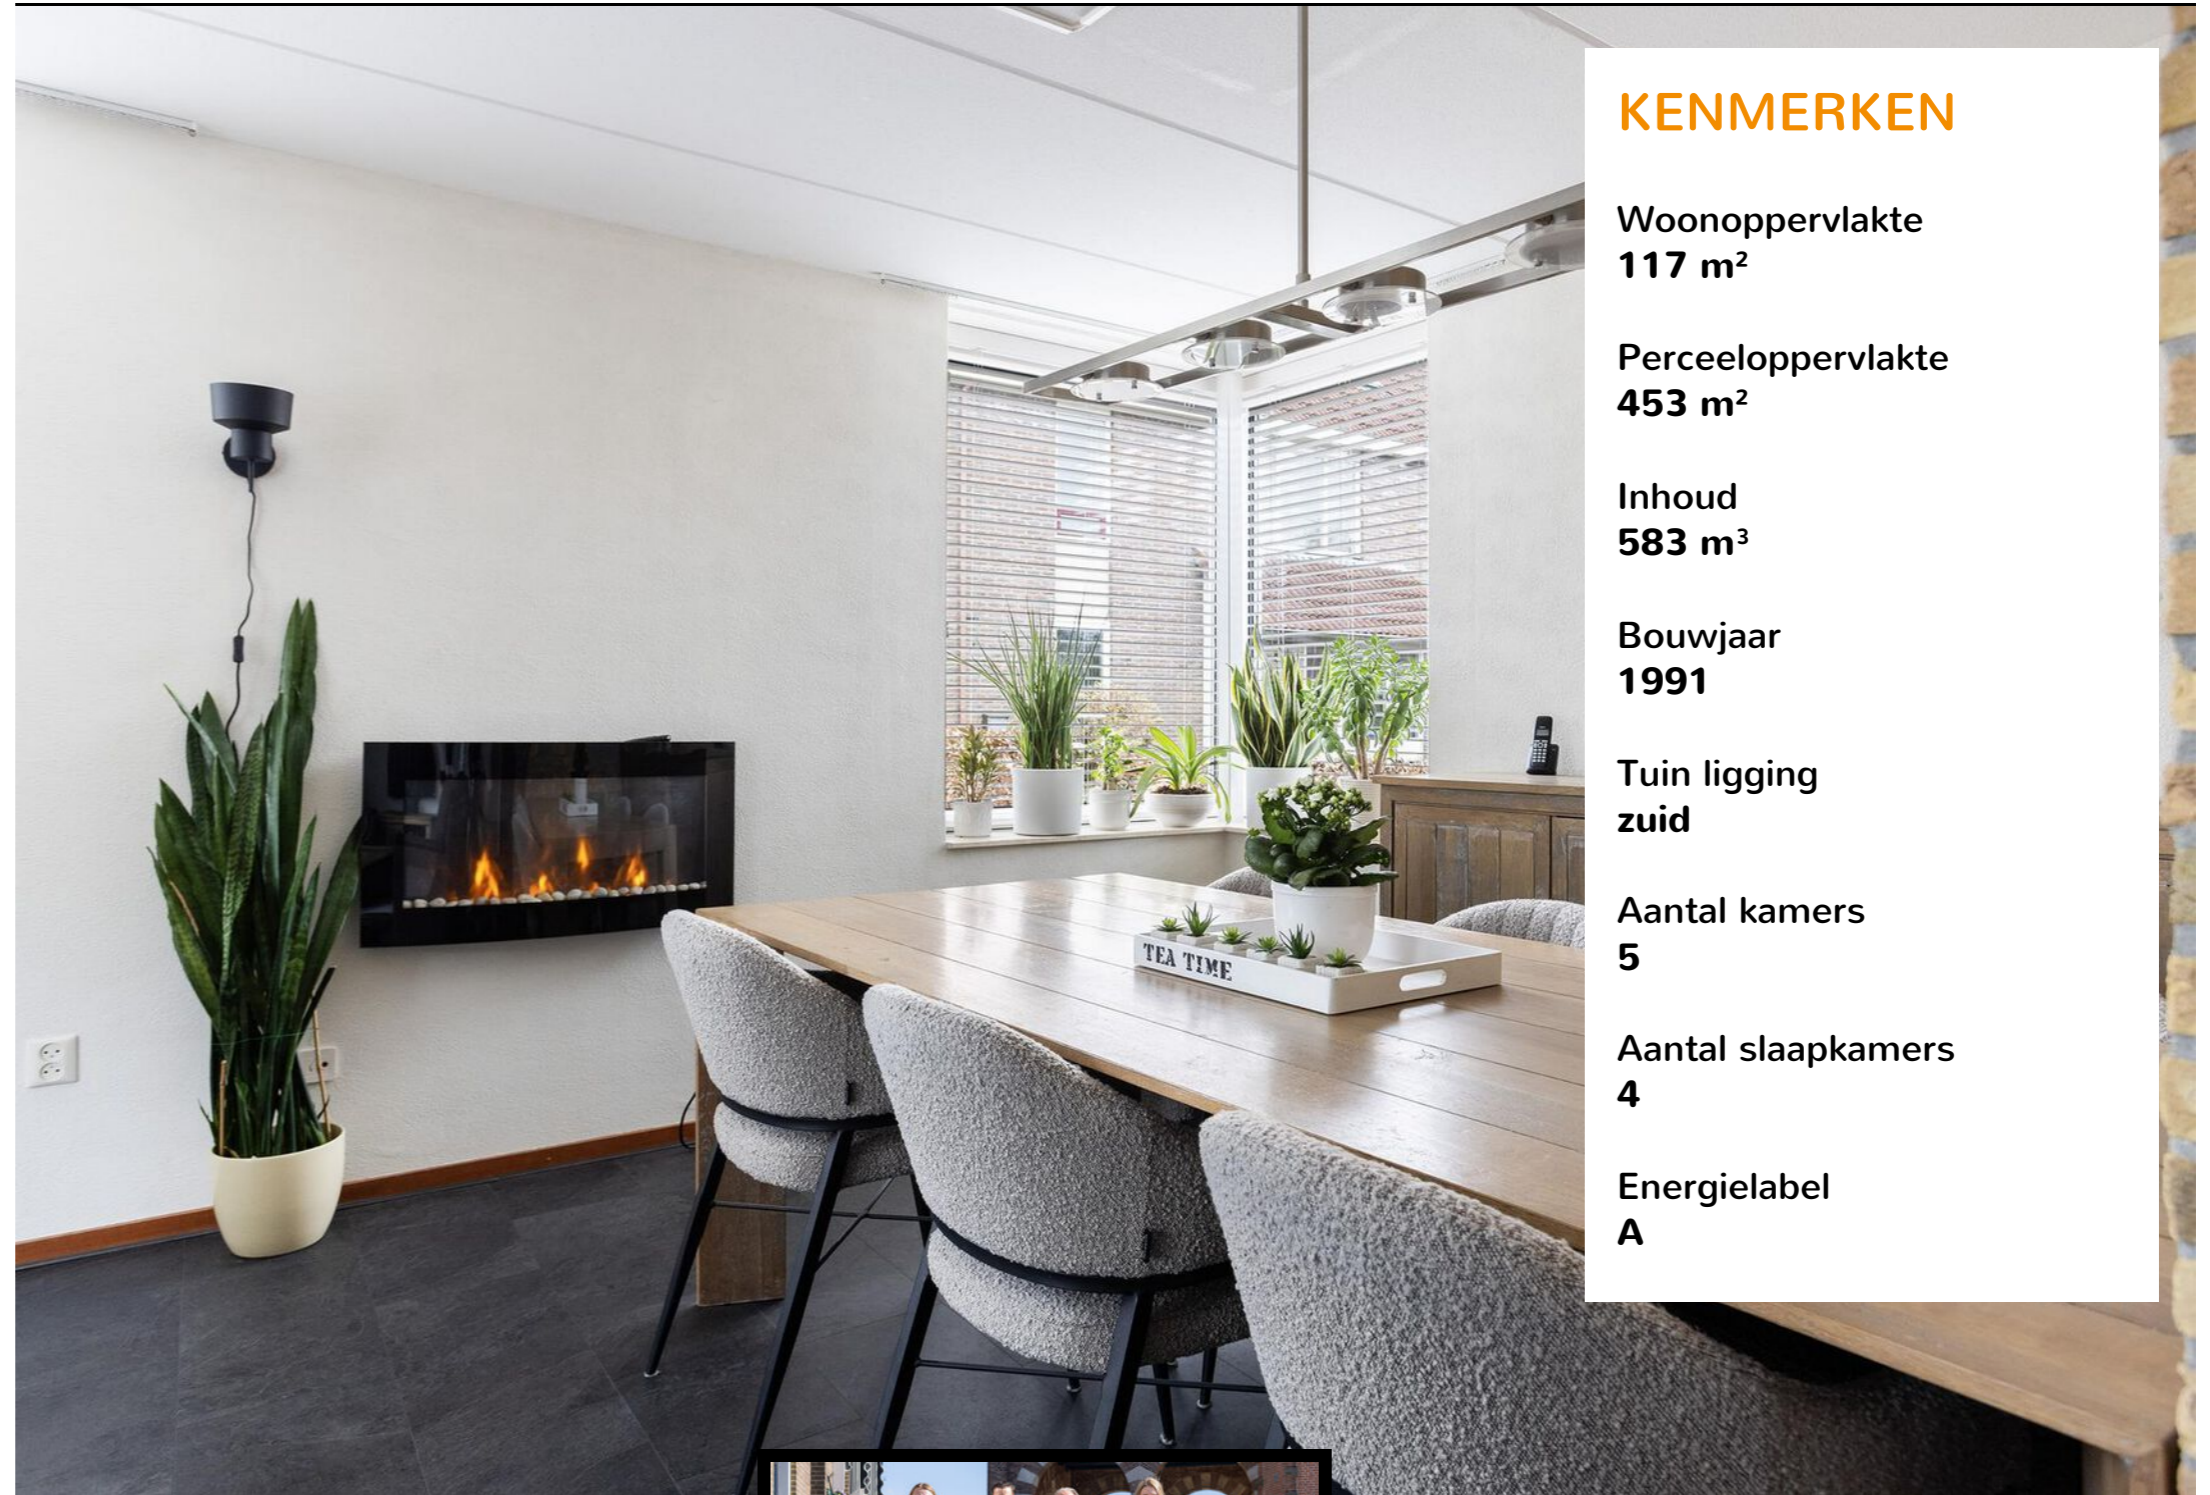 KENMERKEN
Woonoppervlakte
117 m²
Perceeloppervlakte
453 m²
Inhoud
583 m³
Bouwjaar
1991
Tuin ligging
zuid
Aantal kamers
5
Aantal slaapkamers
4
Energielabel
A
TEA TIME